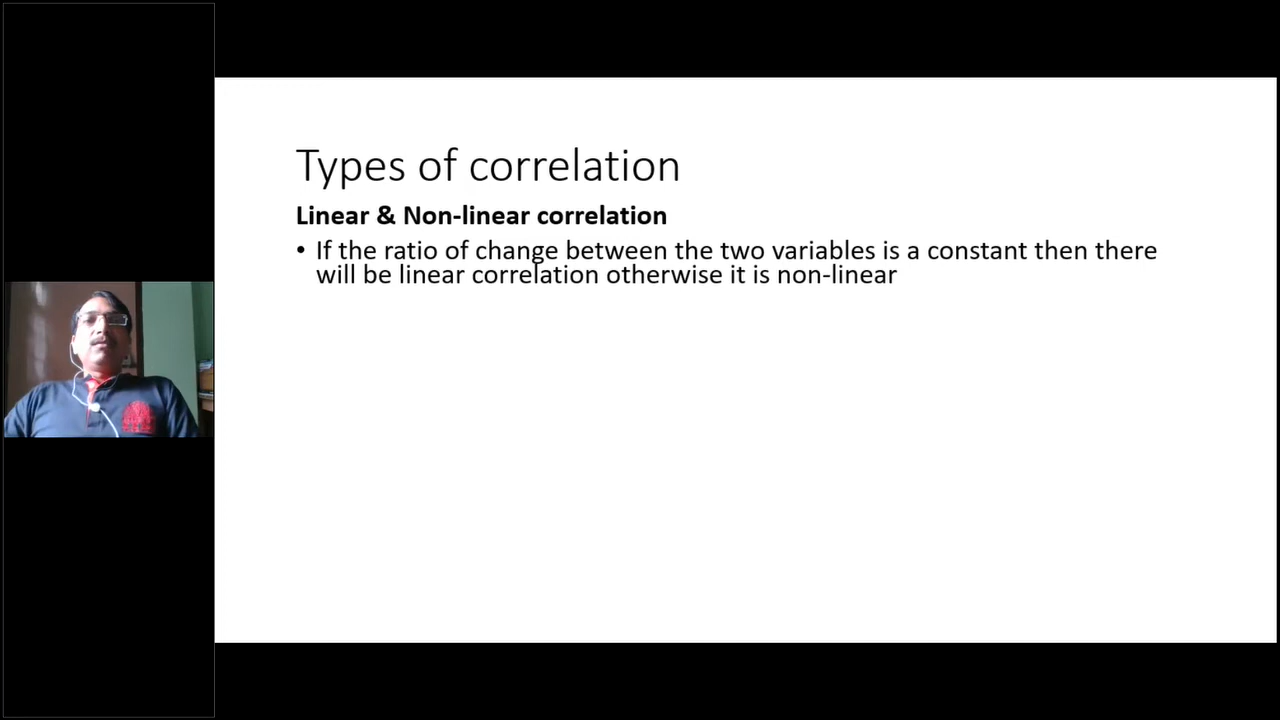 Types of correlation
Linear & Non-linear correlation
• If the ratio of change between the two variables is a constant then there
will be linear correlation otherwise it is non-linear